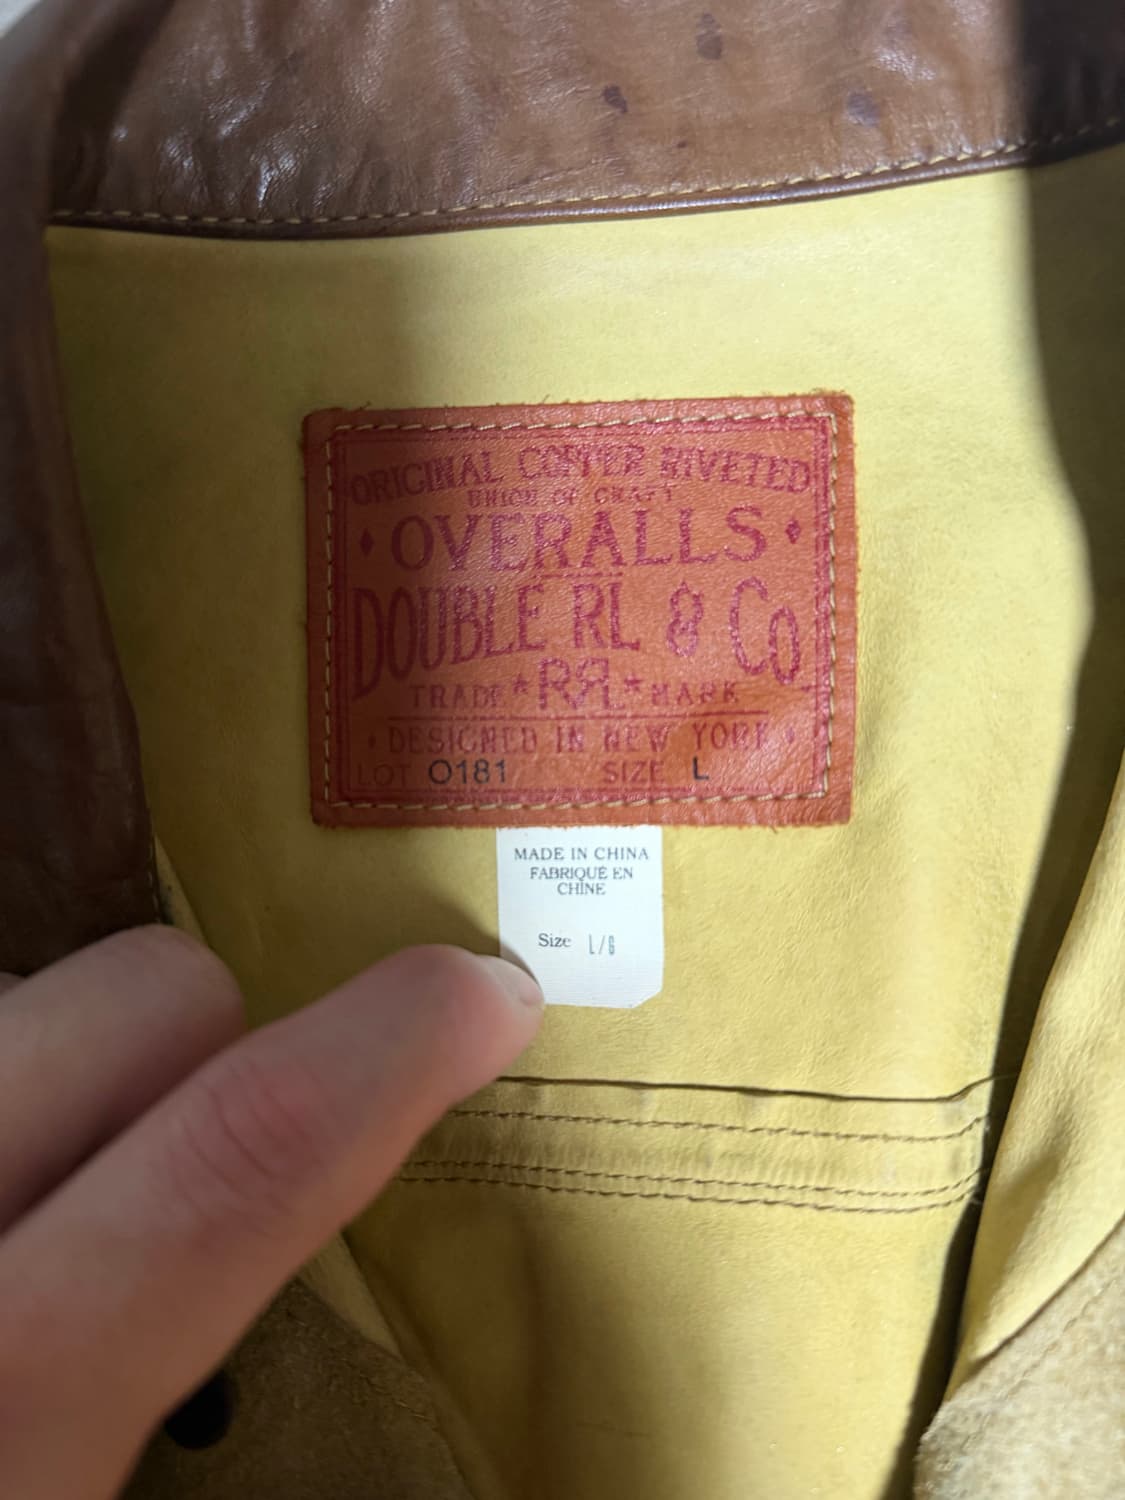 ORIGINAL COPPER RIVETED
UNION OF CRAFT
OVERALLS
DOUBLE RL & Co
TRADE ★ RRL ★ MARK
DESIGNED IN NEW YORK
LOT 0181 SIZE L
MADE IN CHINA
FABRIQUÉ EN
CHINE
Size L/G